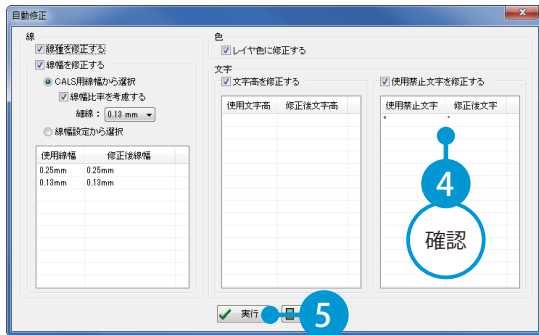 自動修正
線
線種を修正する
線幅を修正する
CALS用線幅から選択
線幅比率を考慮する
細線： 0.13 mm
線幅設定から選択
使用線幅 修正後線幅
0.25mm 0.25mm
0.13mm 0.13mm
色
レイヤ色に修正する
文字
文字高を修正する
使用文字高 修正後文字高
使用禁止文字を修正する
使用禁止文字 修正後文字
4
確認
実行
5